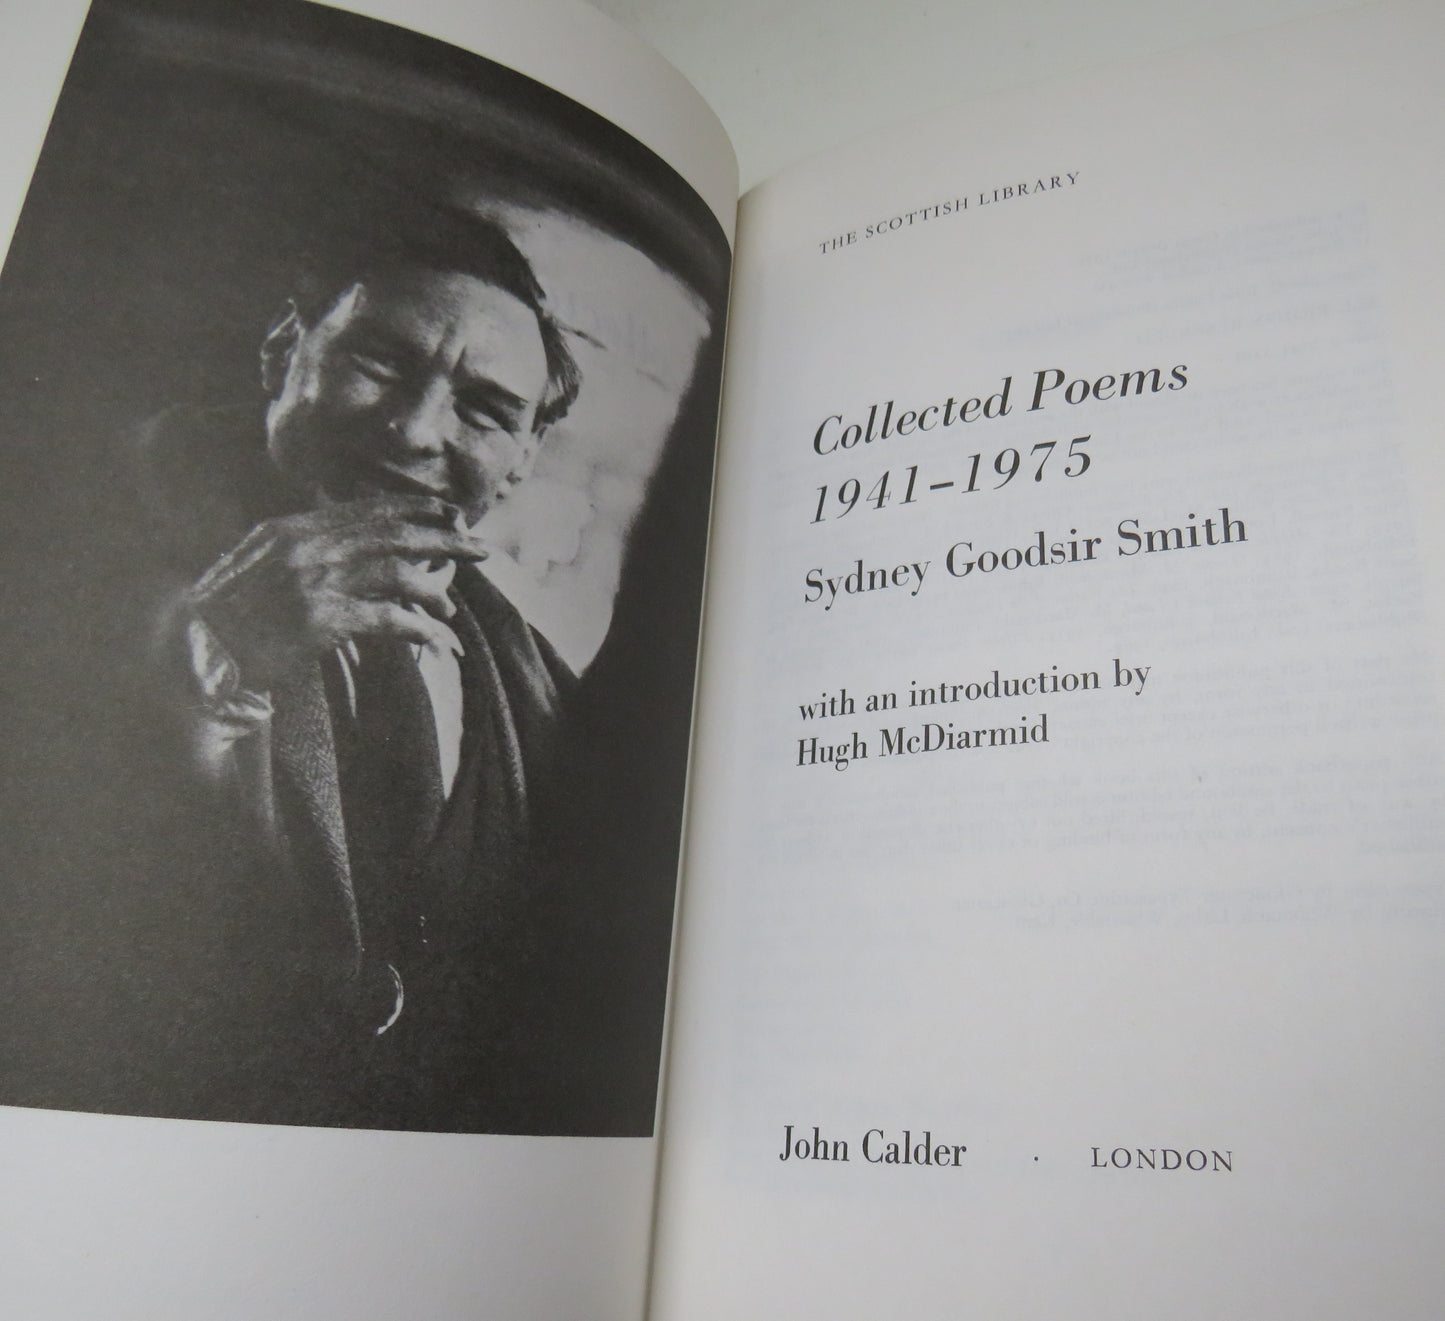 THE SCOTTISH LIBRARY
Collected Poems
1941–1975
Sydney Goodsir Smith
with an introduction by
Hugh McDiarmid
John Calder · LONDON